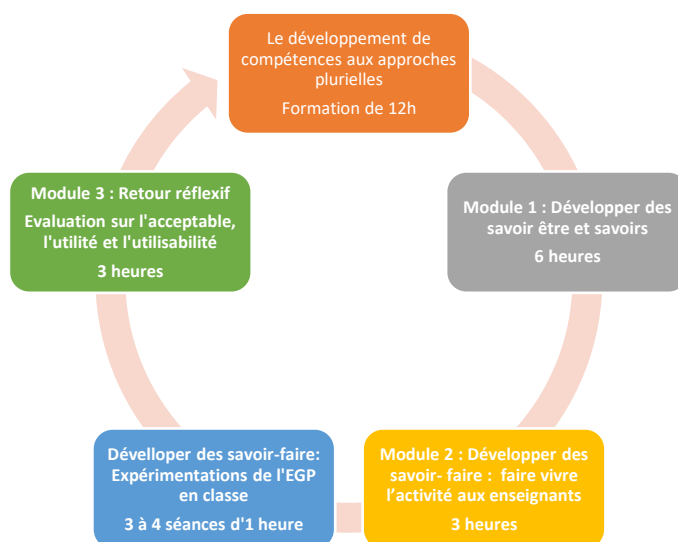 Le développement de
compétences aux approches
plurielles
Formation de 12h
Module 1 : Développer des
savoir être et savoirs
6 heures
Module 2 : Développer des
savoir- faire : faire vivre
l’activité aux enseignants
3 heures
Dévelloper des savoir-faire:
Expérimentations de l'EGP
en classe
3 à 4 séances d'1 heure
Module 3 : Retour réflexif
Evaluation sur l'acceptable,
l'utilité et l'utilisabilité
3 heures